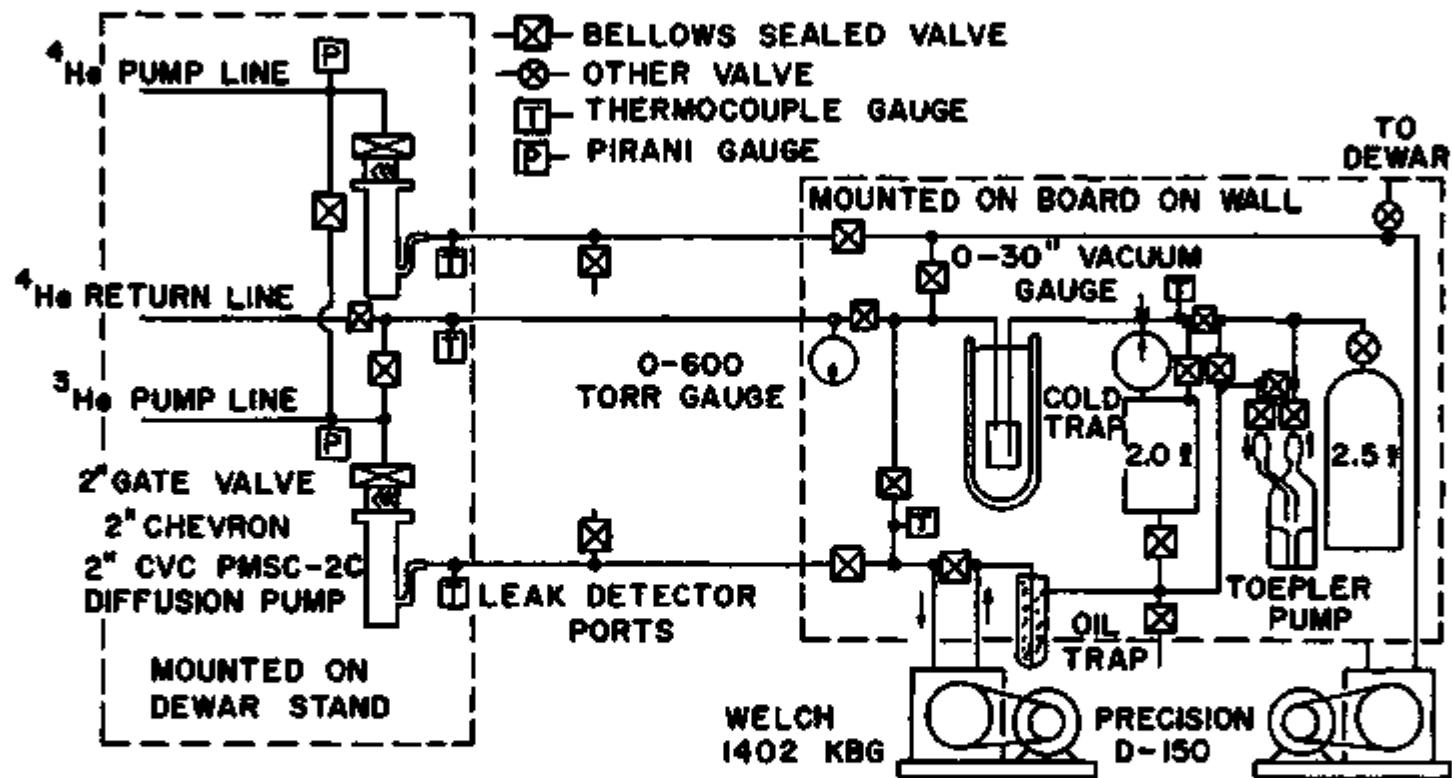 ⁴He PUMP LINE
P
BELLOWS SEALED VALVE
OTHER VALVE
T THERMOCOUPLE GAUGE
P PIRANI GAUGE
TO
DEWAR
MOUNTED ON BOARD ON WALL
T
0-30" VACUUM
GAUGE
T
⁴He RETURN LINE
T
0-600
TORR GAUGE
³He PUMP LINE
P
COLD
TRAP
2.0 ℓ
2.5 ℓ
2" GATE VALVE
2" CHEVRON
2" CVC PMSC-2C
DIFFUSION PUMP
T
T
LEAK DETECTOR
PORTS
OIL
TRAP
TOEPLER
PUMP
MOUNTED ON
DEWAR STAND
WELCH
1402 KBG
PRECISION
D-150